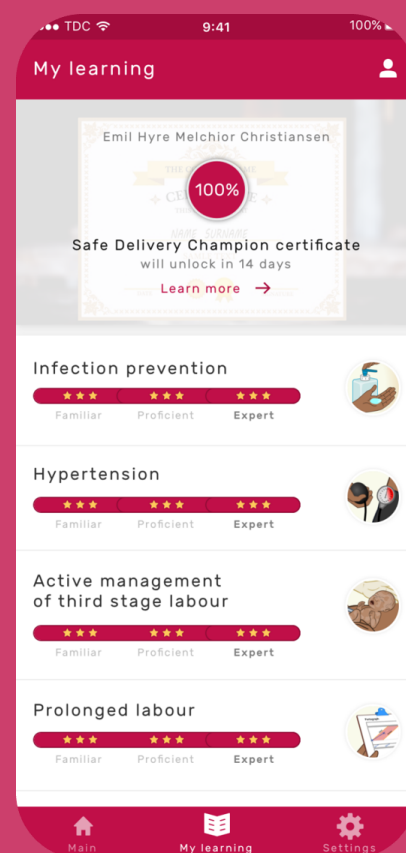 TDC
9:41
100%
My learning
Emil Hyre Melchior Christiansen
100%
NAME SURNAME
Safe Delivery Champion certificate
will unlock in 14 days
Learn more →
Infection prevention
Familiar Proficient Expert
Hypertension
Familiar Proficient Expert
Active management
of third stage labour
Familiar Proficient Expert
Prolonged labour
Familiar Proficient Expert
Main My learning Settings